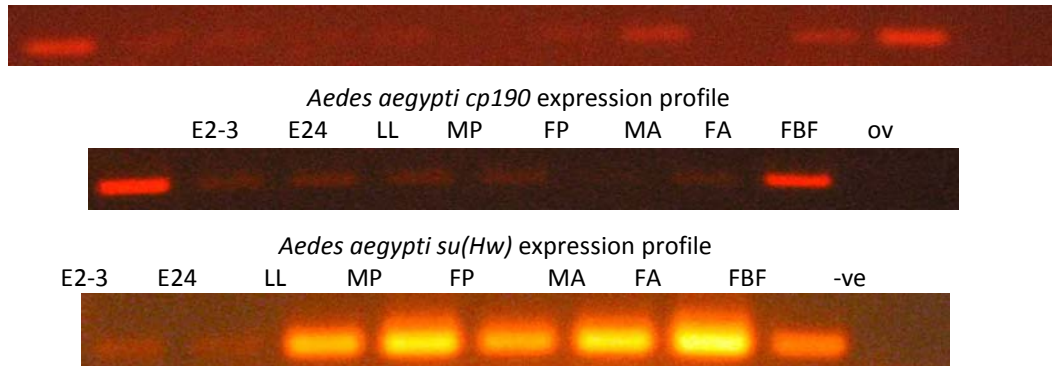 Aedes aegypti cp190 expression profile
E2-3 E24 LL MP FP MA FA FBF ov
Aedes aegypti su(Hw) expression profile
E2-3 E24 LL MP FP MA FA FBF -ve